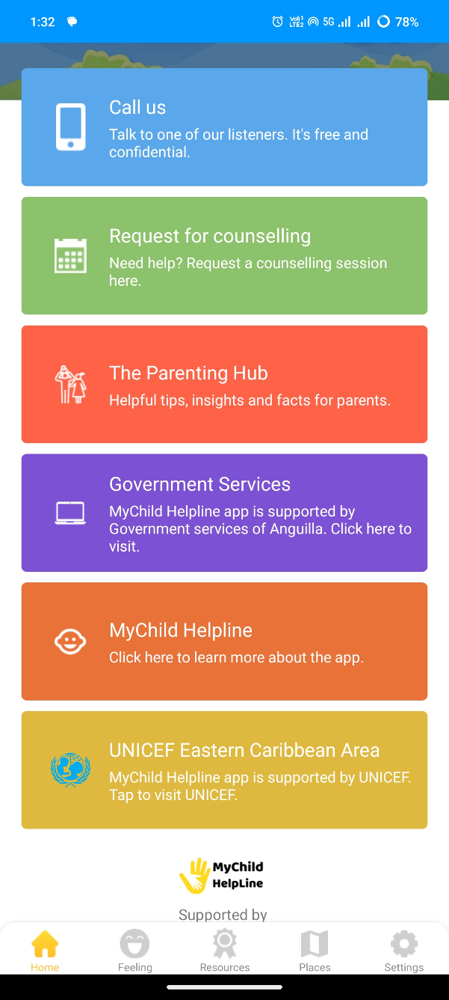 1:32
Vo)) 1
LTE2
5G
78%
Call us
Talk to one of our listeners. It's free and
confidential.
Request for counselling
Need help? Request a counselling session
here.
The Parenting Hub
Helpful tips, insights and facts for parents.
Government Services
MyChild Helpline app is supported by
Government services of Anguilla. Click here to
visit.
MyChild Helpline
Click here to learn more about the app.
UNICEF Eastern Caribbean Area
MyChild Helpline app is supported by UNICEF.
Tap to visit UNICEF.
MyChild
HelpLine
Supported by
Home
Feeling
Resources
Places
Settings